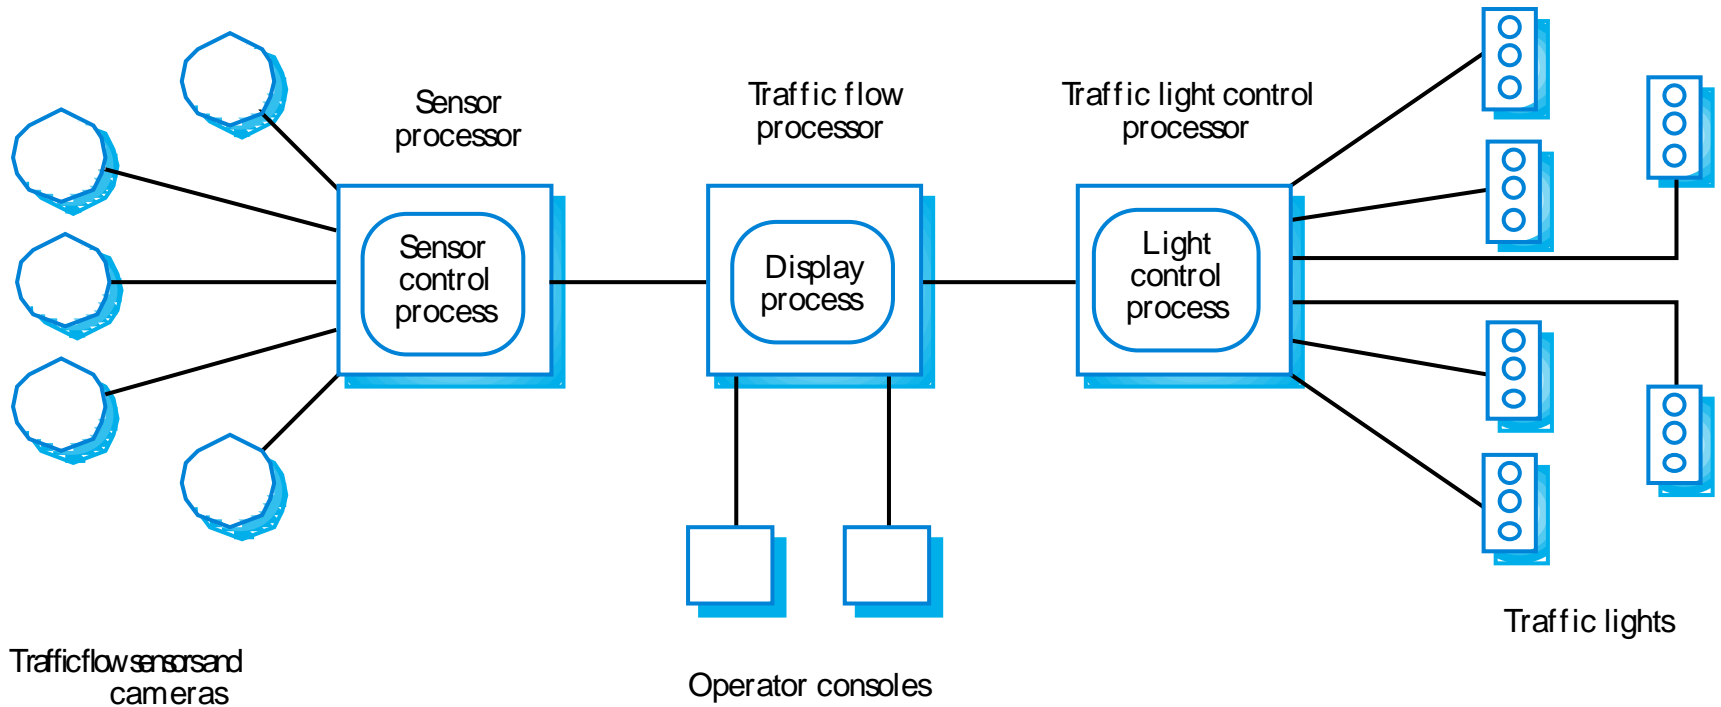 Sensor
processor
Traffic flow
processor
Traffic light control
processor
Sensor
control
process
Display
process
Light
control
process
Traffic lights
Traffic flow sensors and
cameras
Operator consoles